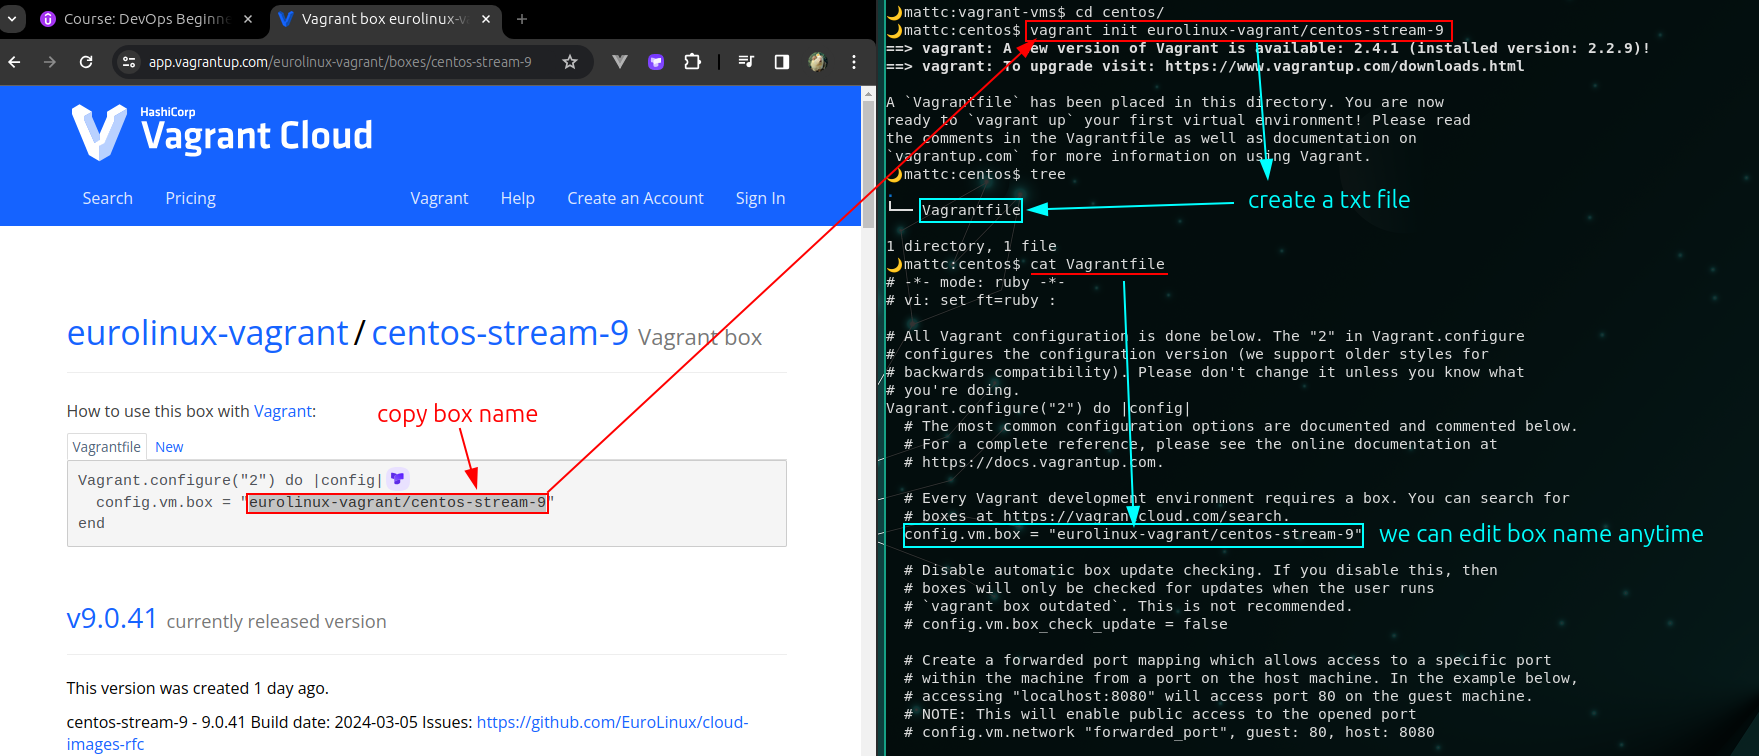 Course: DevOps Beginne
Vagrant box eurolinux-v
app.vagrantup.com/eurolinux-vagrant/boxes/centos-stream-9
HashiCorp
Vagrant Cloud
Search Pricing Vagrant Help Create an Account Sign In
eurolinux-vagrant/centos-stream-9 Vagrant box
How to use this box with Vagrant:
copy box name
Vagrantfile New
Vagrant.configure("2") do |config|
config.vm.box = "eurolinux-vagrant/centos-stream-9"
end
v9.0.41 currently released version
This version was created 1 day ago.
centos-stream-9 - 9.0.41 Build date: 2024-03-05 Issues: https://github.com/EuroLinux/cloud-
images-rfc
mattc:vagrant-vms$ cd centos/
mattc:centos$ vagrant init eurolinux-vagrant/centos-stream-9
==> vagrant: A new version of Vagrant is available: 2.4.1 (installed version: 2.2.9)!
==> vagrant: To upgrade visit: https://www.vagrantup.com/downloads.html
A `Vagrantfile` has been placed in this directory. You are now
ready to `vagrant up` your first virtual environment! Please read
the comments in the Vagrantfile as well as documentation on
`vagrantup.com` for more information on using Vagrant.
mattc:centos$ tree
.
└── Vagrantfile
create a txt file
1 directory, 1 file
mattc:centos$ cat Vagrantfile
# -*- mode: ruby -*-
# vi: set ft=ruby :
# All Vagrant configuration is done below. The "2" in Vagrant.configure
# configures the configuration version (we support older styles for
# backwards compatibility). Please don't change it unless you know what
# you're doing.
Vagrant.configure("2") do |config|
# The most common configuration options are documented and commented below.
# For a complete reference, please see the online documentation at
# https://docs.vagrantup.com.
# Every Vagrant development environment requires a box. You can search for
# boxes at https://vagrantcloud.com/search.
config.vm.box = "eurolinux-vagrant/centos-stream-9"
we can edit box name anytime
# Disable automatic box update checking. If you disable this, then
# boxes will only be checked for updates when the user runs
# `vagrant box outdated`. This is not recommended.
# config.vm.box_check_update = false
# Create a forwarded port mapping which allows access to a specific port
# within the machine from a port on the host machine. In the example below,
# accessing "localhost:8080" will access port 80 on the guest machine.
# NOTE: This will enable public access to the opened port
# config.vm.network "forwarded_port", guest: 80, host: 8080